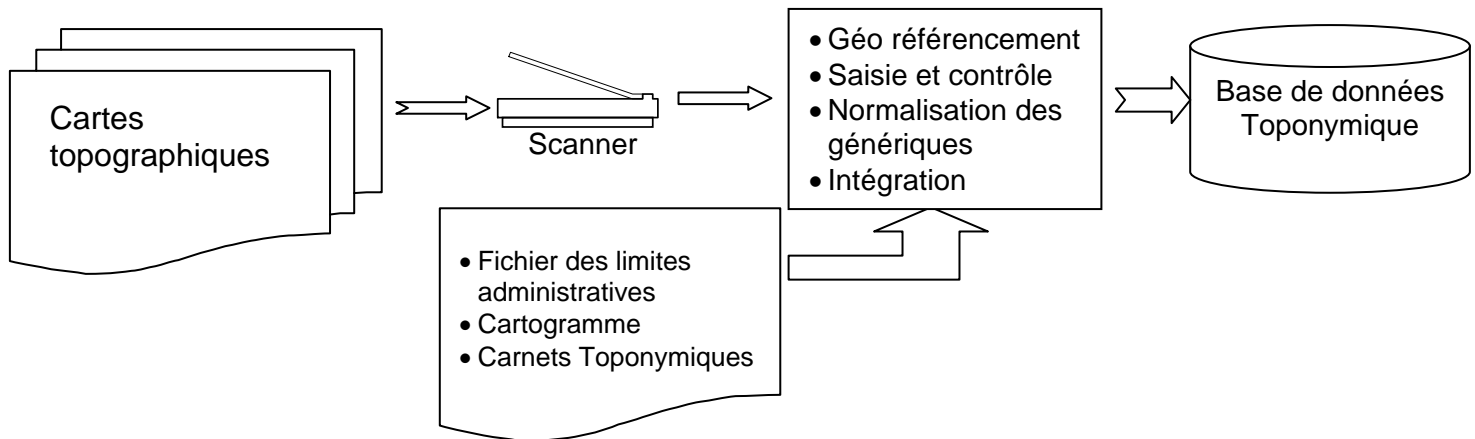 Cartes
topographiques
Scanner
• Géo référencement
• Saisie et contrôle
• Normalisation des
génériques
• Intégration
Base de données
Toponymique
• Fichier des limites
administratives
• Cartogramme
• Carnets Toponymiques